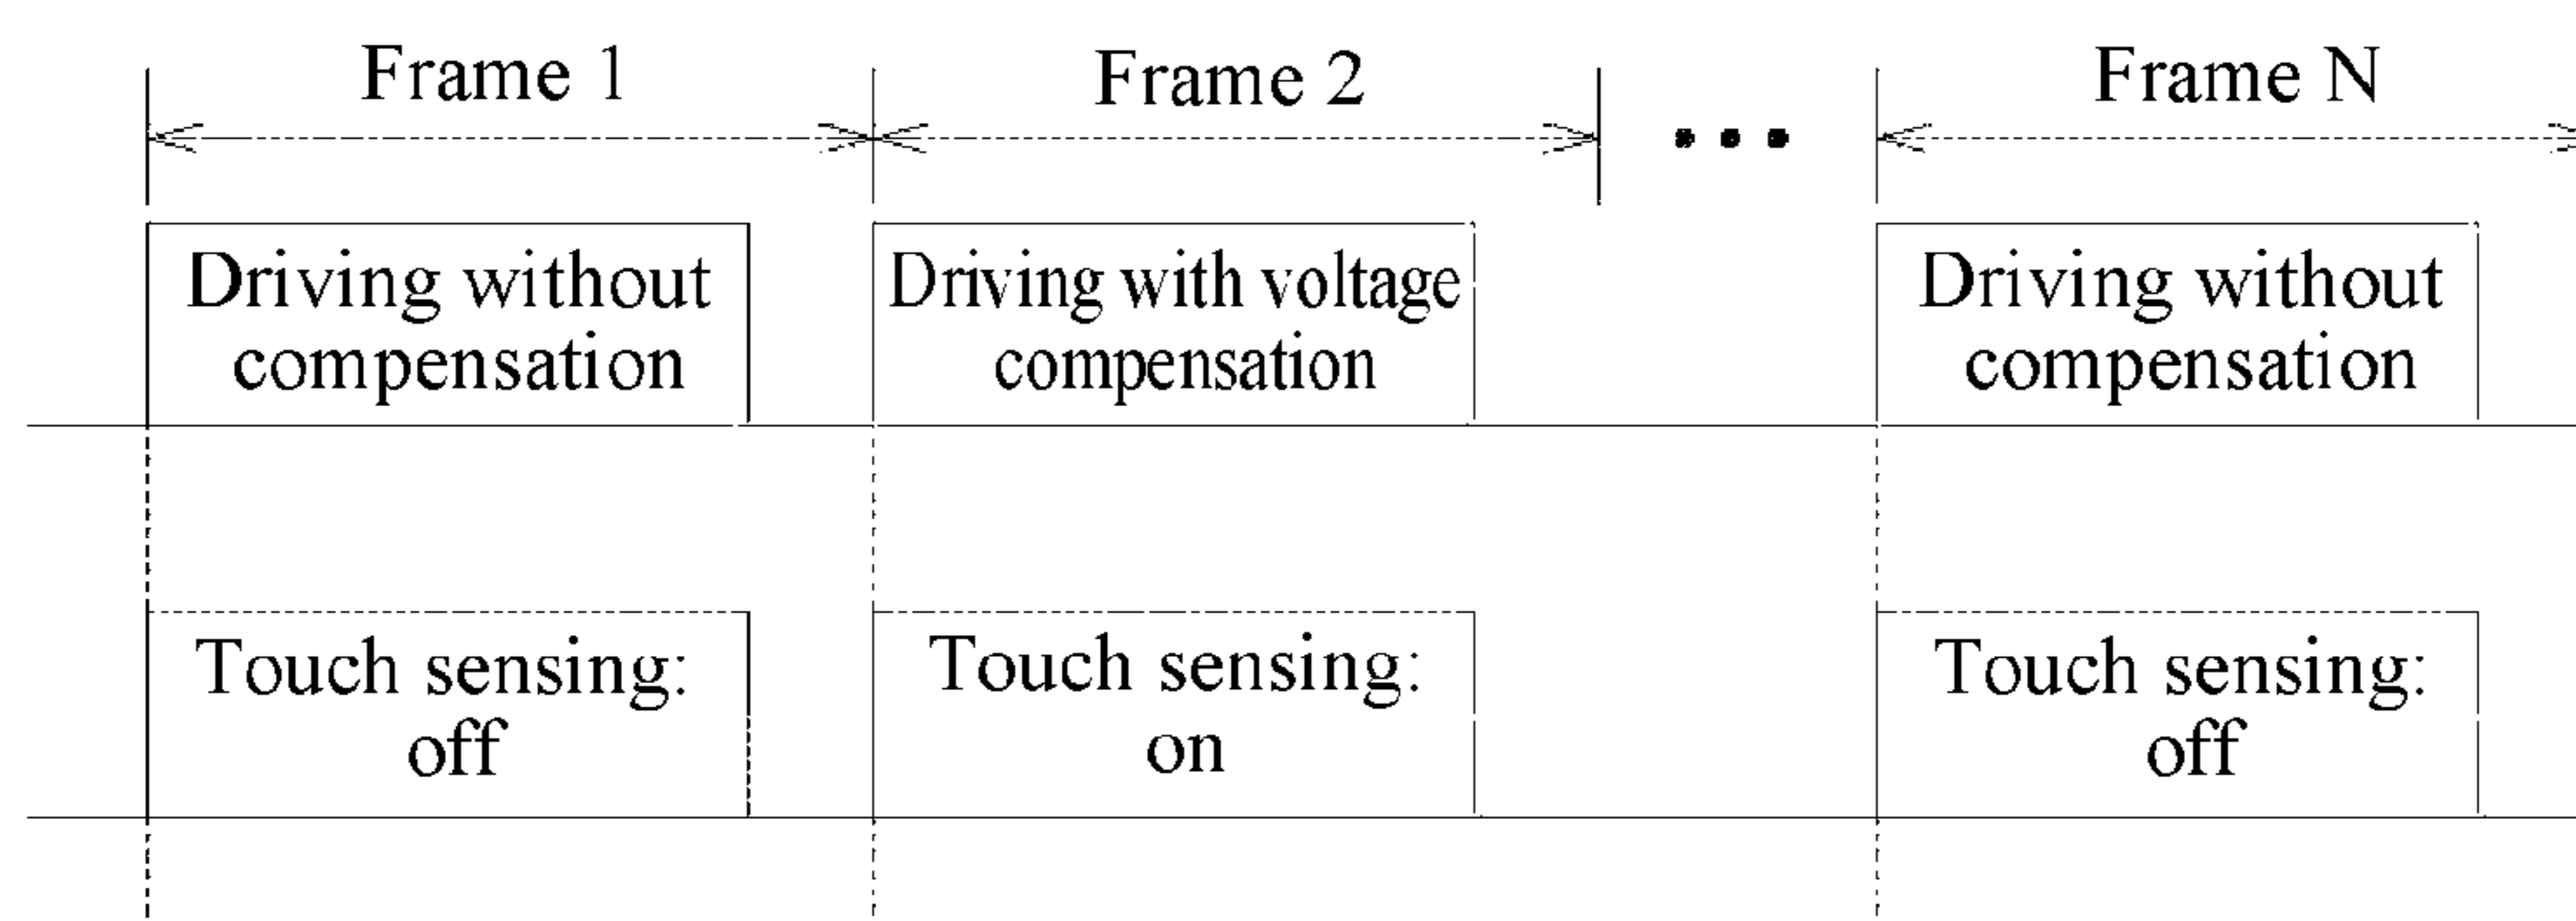 Frame 1
Frame 2
Frame N
Driving without
compensation
Driving with voltage
compensation
Driving without
compensation
Touch sensing:
off
Touch sensing:
on
Touch sensing:
off